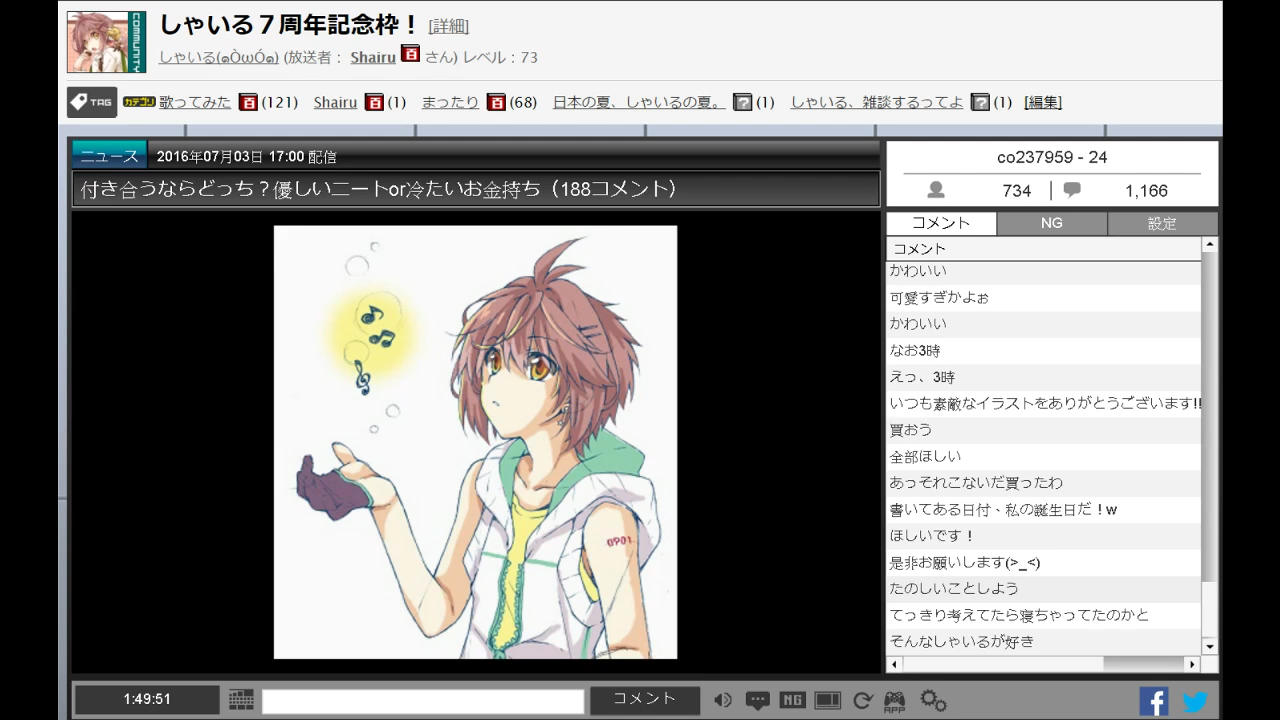 しゃいる７周年記念枠！ [詳細]
しゃいる(๑ÒωÓ๑) (放送者： Shairu 百 さん) レベル：73
COMMUNITY
TAG カテゴリ 歌ってみた 百 (121) Shairu 百 (1) まったり 百 (68) 日本の夏、しゃいるの夏。 ? (1) しゃいる、雑談するってよ ? (1) [編集]
ニュース 2016年07月03日 17:00 配信
付き合うならどっち？優しいニートor冷たいお金持ち（188コメント）
0901
co237959 - 24
734 | 1,166
コメント NG 設定
コメント
かわいい
可愛すぎかよぉ
かわいい
なお3時
えっ、3時
いつも素敵なイラストをありがとうございます!!
買おう
全部ほしい
あっそれこないだ買ったわ
書いてある日付、私の誕生日だ！w
ほしいです！
是非お願いします(>_<)
たのしいことしよう
てっきり考えてたら寝ちゃってたのかと
そんなしゃいるが好き
1:49:51 コメント NG APP